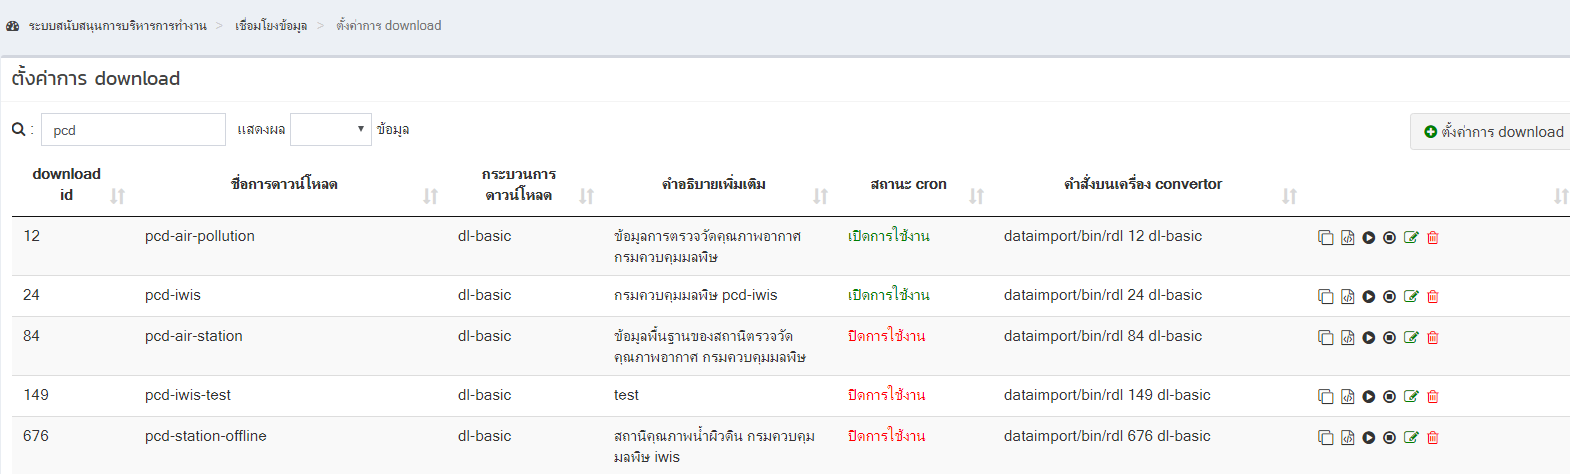 ระบบสนับสนุนการบริหารการทำงาน > เชื่อมโยงข้อมูล > ตั้งค่าการ download
ตั้งค่าการ download
: pcd แสดงผล ข้อมูล
ตั้งค่าการ download
download id
ชื่อการดาวน์โหลด
กระบวนการ
ดาวน์โหลด
คำอธิบายเพิ่มเติม
สถานะ cron
คำสั่งบนเครื่อง convertor
12 pcd-air-pollution dl-basic ข้อมูลการตรวจวัดคุณภาพอากาศ เปิดการใช้งาน dataimport/bin/rdl 12 dl-basic
กรมควบคุมมลพิษ
24 pcd-iwis dl-basic กรมควบคุมมลพิษ pcd-iwis เปิดการใช้งาน dataimport/bin/rdl 24 dl-basic
84 pcd-air-station dl-basic ข้อมูลพื้นฐานของสถานีตรวจวัด ปิดการใช้งาน dataimport/bin/rdl 84 dl-basic
คุณภาพอากาศ กรมควบคุมมลพิษ
149 pcd-iwis-test dl-basic test ปิดการใช้งาน dataimport/bin/rdl 149 dl-basic
676 pcd-station-offline dl-basic สถานีคุณภาพน้ำผิวดิน กรมควบคุม ปิดการใช้งาน dataimport/bin/rdl 676 dl-basic
มลพิษ iwis